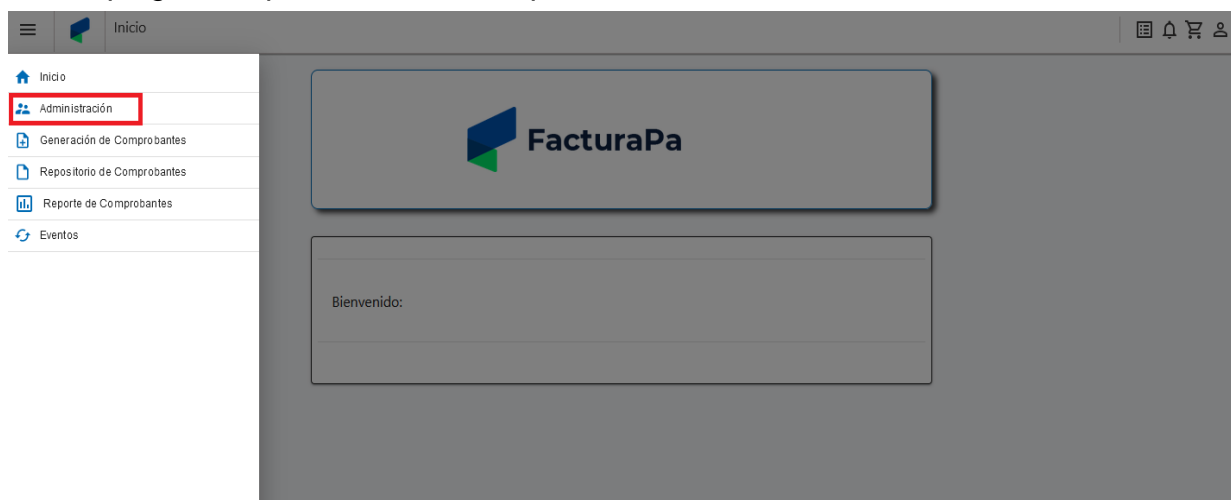 Inicio
Inicio
Administración
Generación de Comprobantes
Repositorio de Comprobantes
Reporte de Comprobantes
Eventos
FacturaPa
Bienvenido: